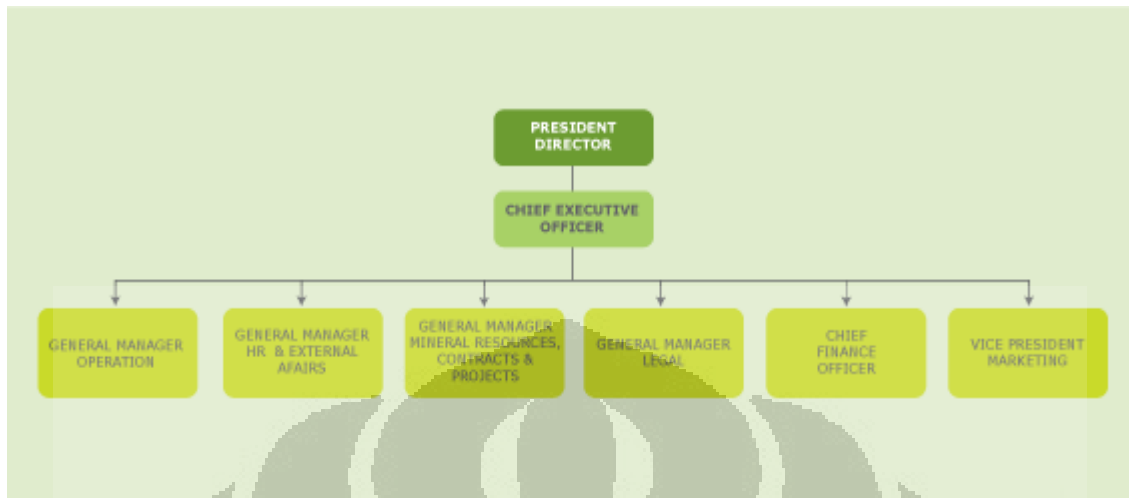 PRESIDENT
DIRECTOR
CHIEF EXECUTIVE
OFFICER
GENERAL MANAGER
OPERATION
GENERAL MANAGER
HR & EXTERNAL
AFAIRS
GENERAL MANAGER
MINERAL RESOURCES,
CONTRACTS &
PROJECTS
GENERAL MANAGER
LEGAL
CHIEF
FINANCE
OFFICER
VICE PRESIDENT
MARKETING